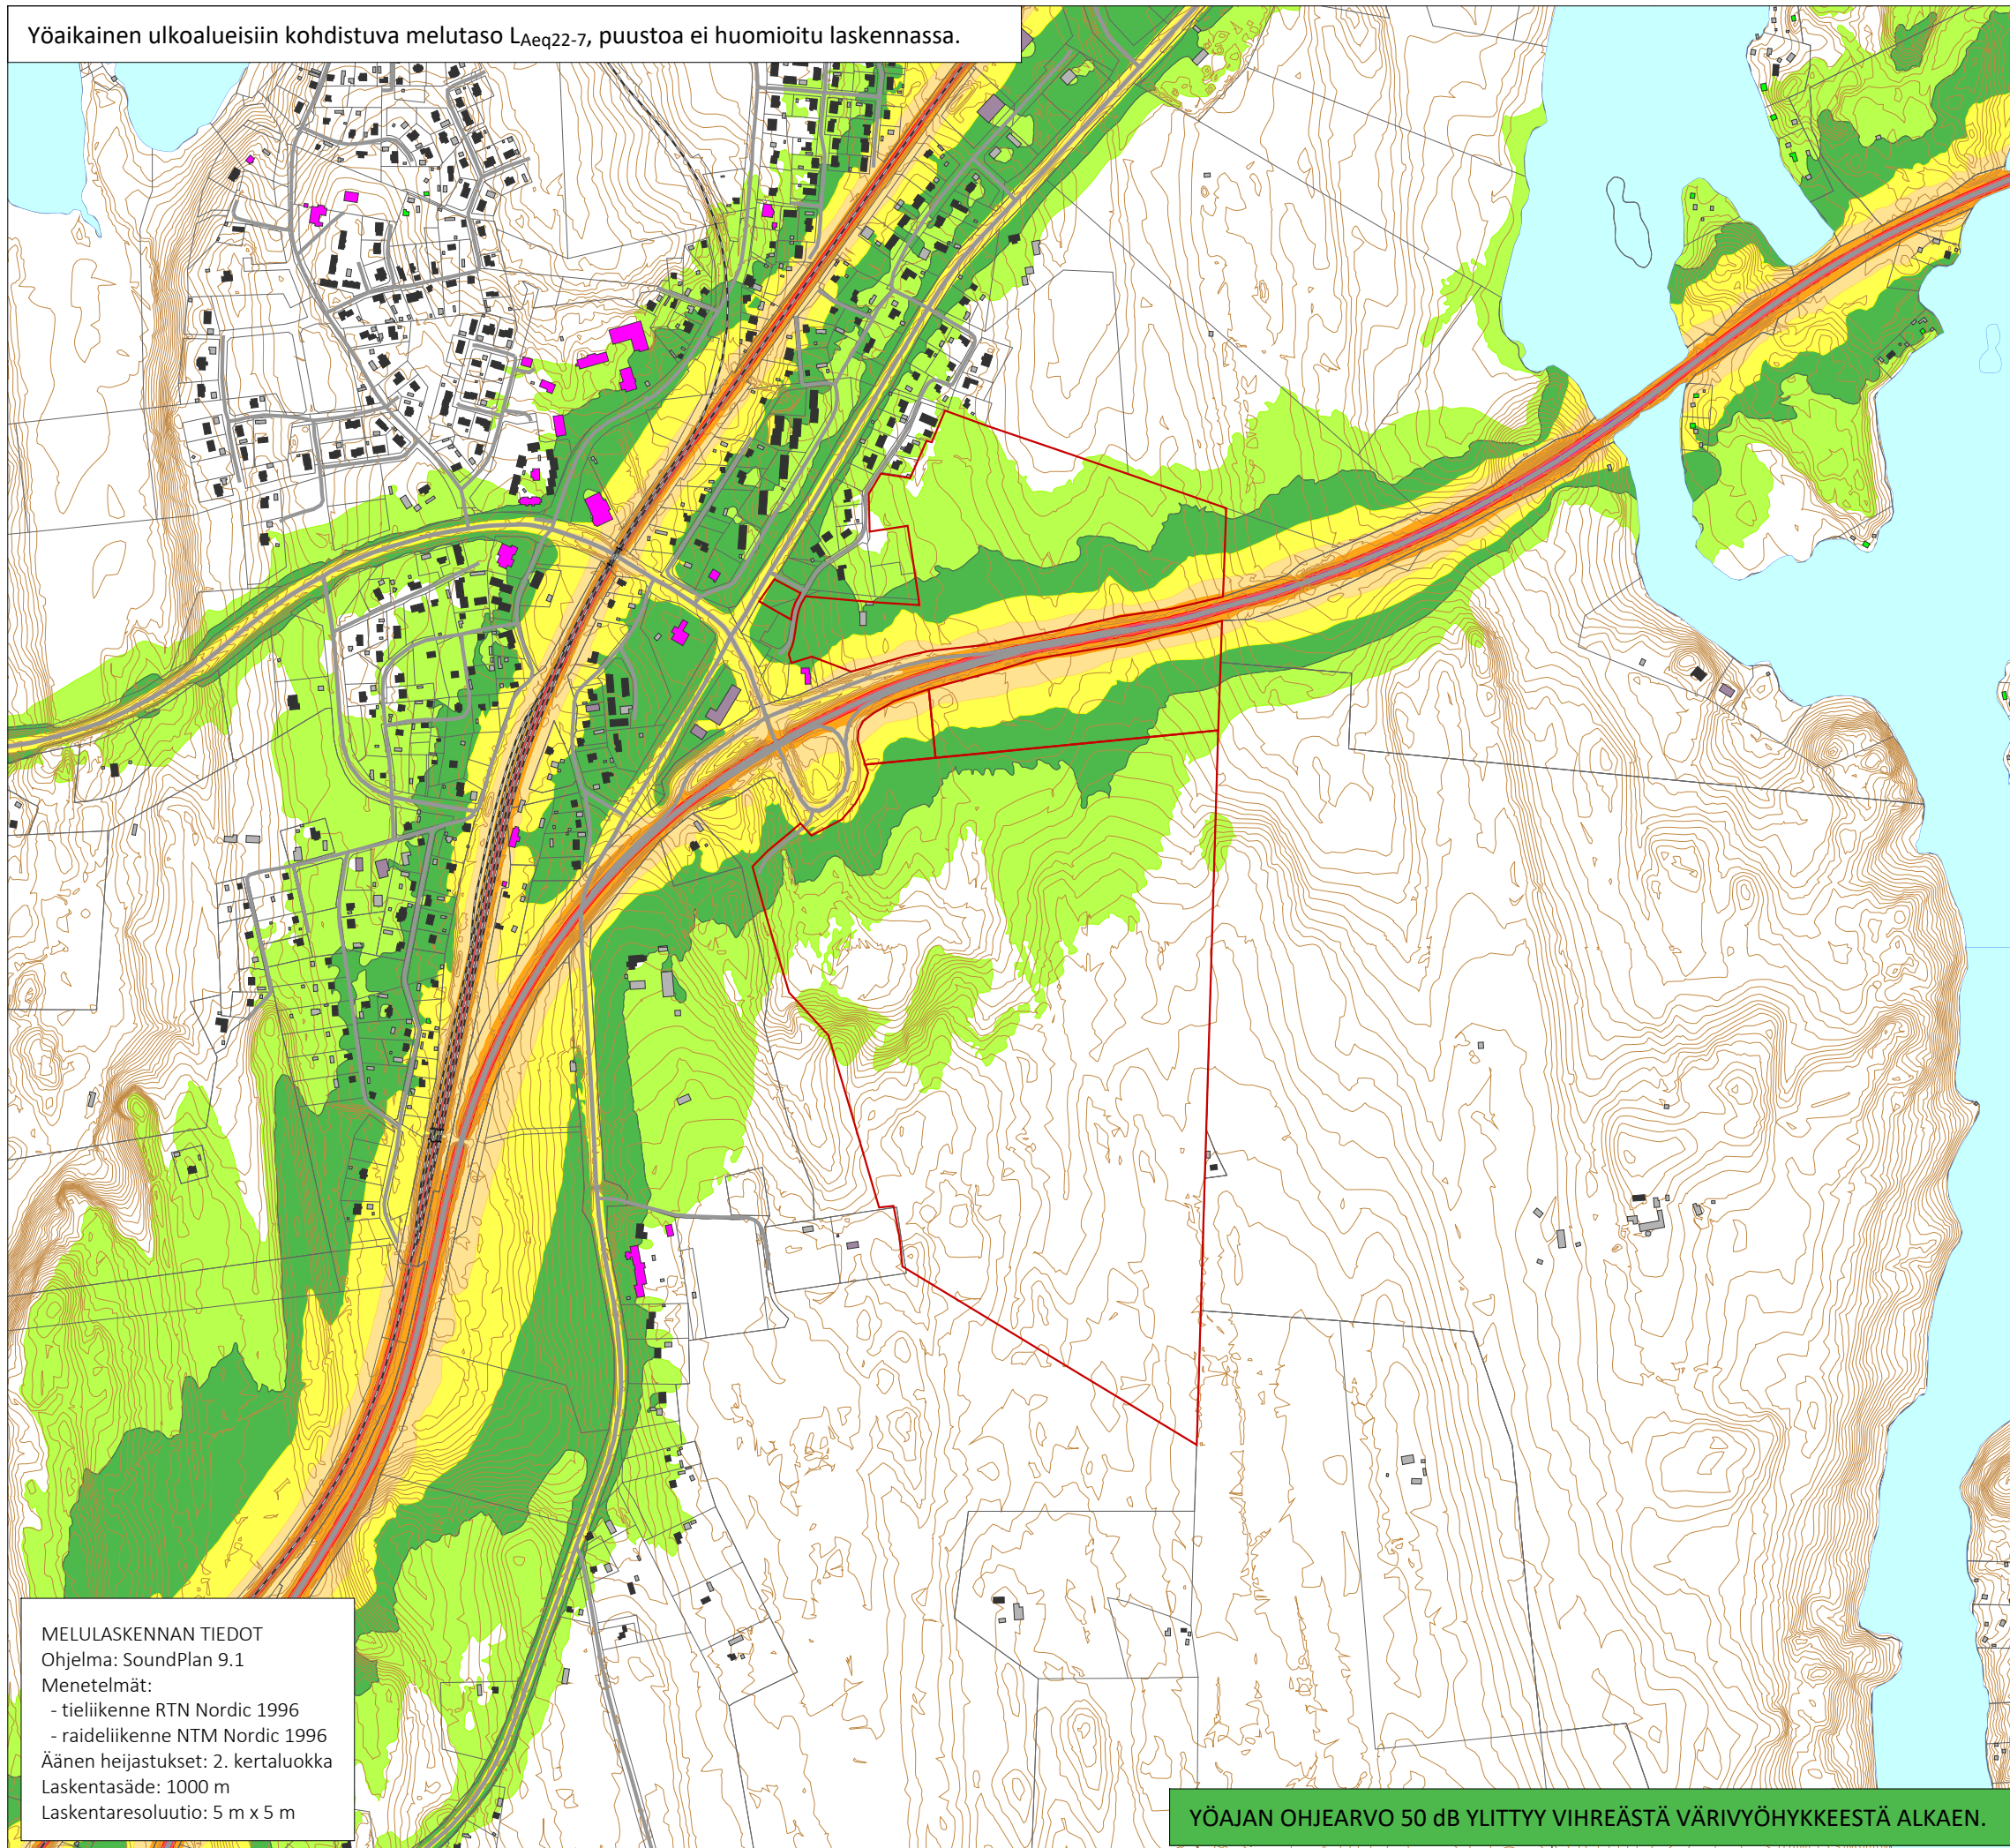 Yöaikainen ulkoalueisiin kohdistuva melutaso LAeq22-7, puustoa ei huomioitu laskennassa.
MELULASKENNAN TIEDOT
Ohjelma: SoundPlan 9.1
Menetelmät:
- tieliikenne RTN Nordic 1996
- raideliikenne NTM Nordic 1996
Äänen heijastukset: 2. kertaluokka
Laskentasäde: 1000 m
Laskentaresoluutio: 5 m x 5 m
YÖAJAN OHJEARVO 50 dB YLITTYY VIHREÄSTÄ VÄRIVYÖHYKKEESTÄ ALKAEN.